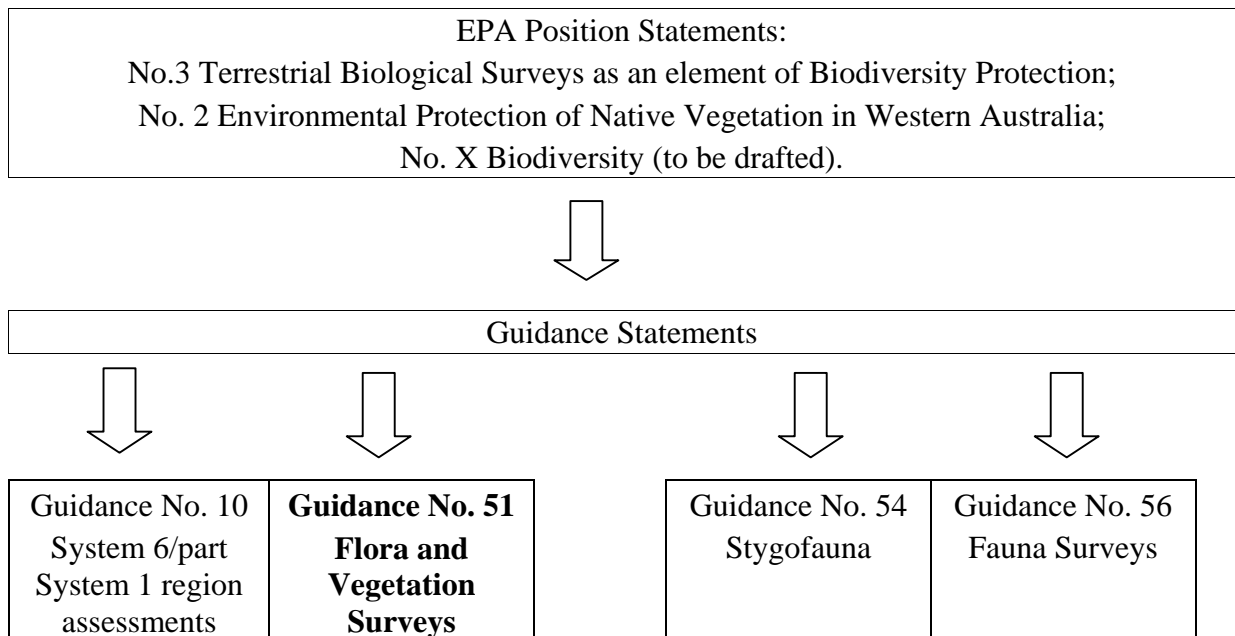 EPA Position Statements:
No.3 Terrestrial Biological Surveys as an element of Biodiversity Protection;
No. 2 Environmental Protection of Native Vegetation in Western Australia;
No. X Biodiversity (to be drafted).
Guidance Statements
Guidance No. 10
System 6/part
System 1 region
assessments
Guidance No. 51
Flora and
Vegetation
Surveys
Guidance No. 54
Stygofauna
Guidance No. 56
Fauna Surveys